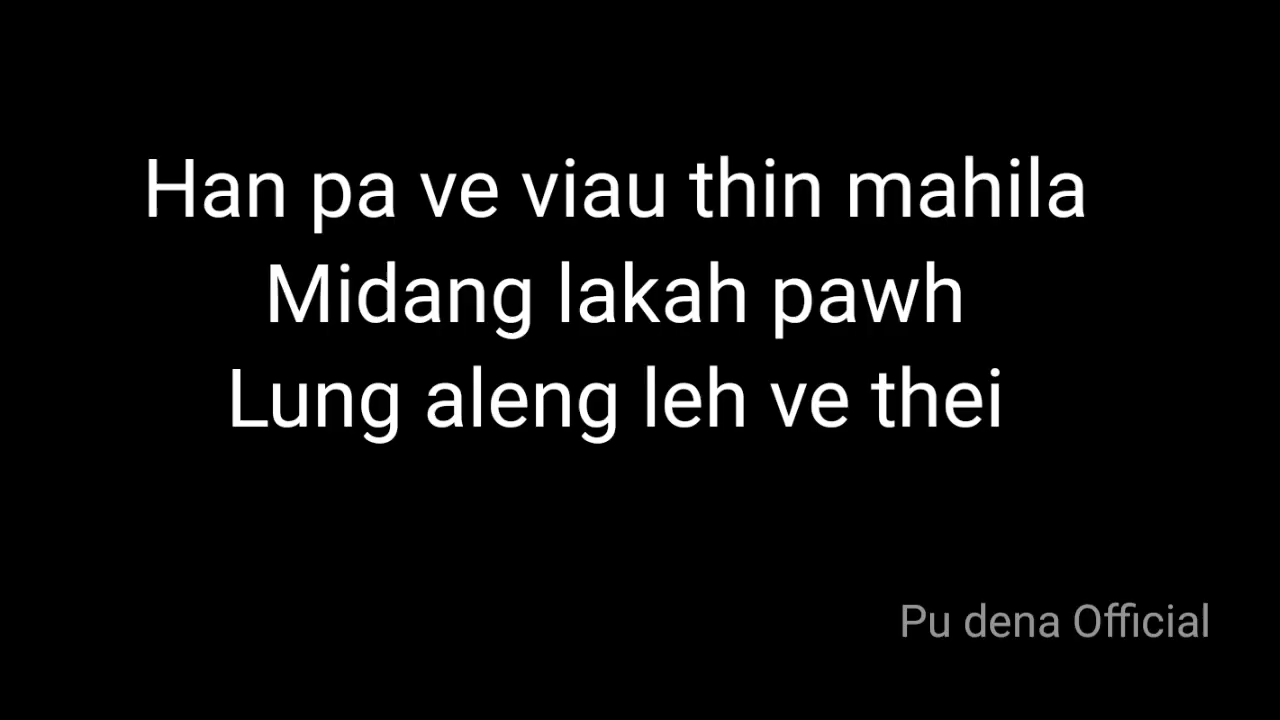 Han pa ve viau thin mahila
Midang lakah pawh
Lung aleng leh ve thei
Pu dena Official